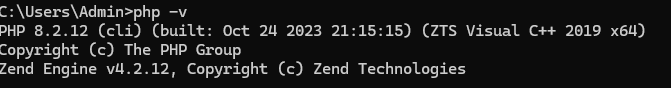 C:\Users\Admin>php -v
PHP 8.2.12 (cli) (built: Oct 24 2023 21:15:15) (ZTS Visual C++ 2019 x64)
Copyright (c) The PHP Group
Zend Engine v4.2.12, Copyright (c) Zend Technologies